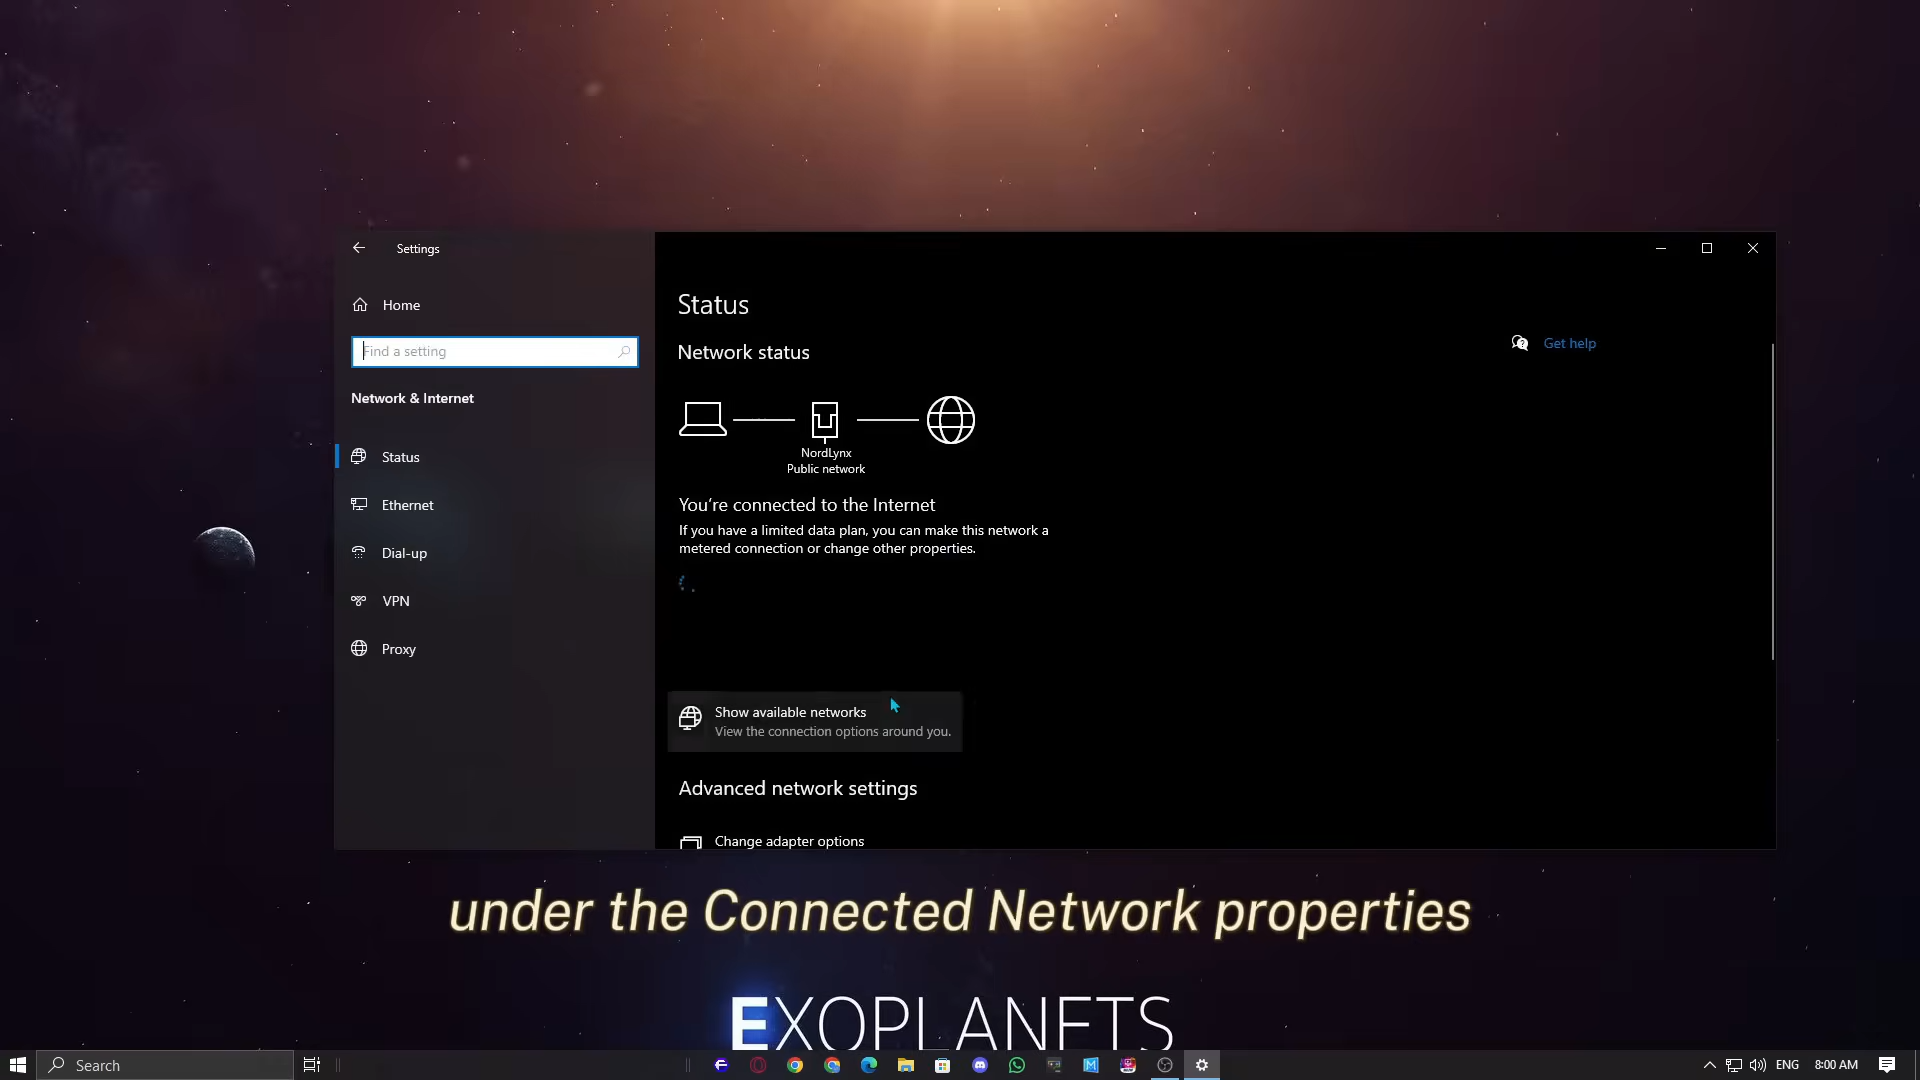 Settings
Home
Find a setting
Network & Internet
Status
Ethernet
Dial-up
VPN
Proxy
Status
Network status
Get help
NordLynx
Public network
You're connected to the Internet
If you have a limited data plan, you can make this network a
metered connection or change other properties.
Show available networks
View the connection options around you.
Advanced network settings
Change adapter options
under the Connected Network properties
EXOPLANETS
Search
ENG
8:00 AM